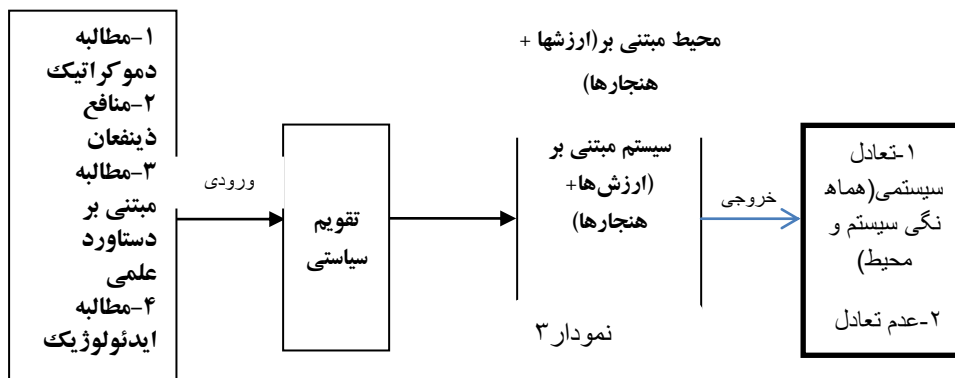 ۱-مطالبه
دموکراتیک
۲-منافع
ذینفعان
۳-مطالبه
مبتنی بر
دستاورد
علمی
۴-مطالبه
ایدئولوژیک
ورودی
تقویم
سیاستی
محیط مبتنی بر(ارزشها +
هنجارها)
سیستم مبتنی بر
(ارزش‌ها+
هنجارها)
خروجی
۱-تعادل
سیستمی(هماه
نگی سیستم و
محیط)
۲-عدم تعادل
نمودار ۳